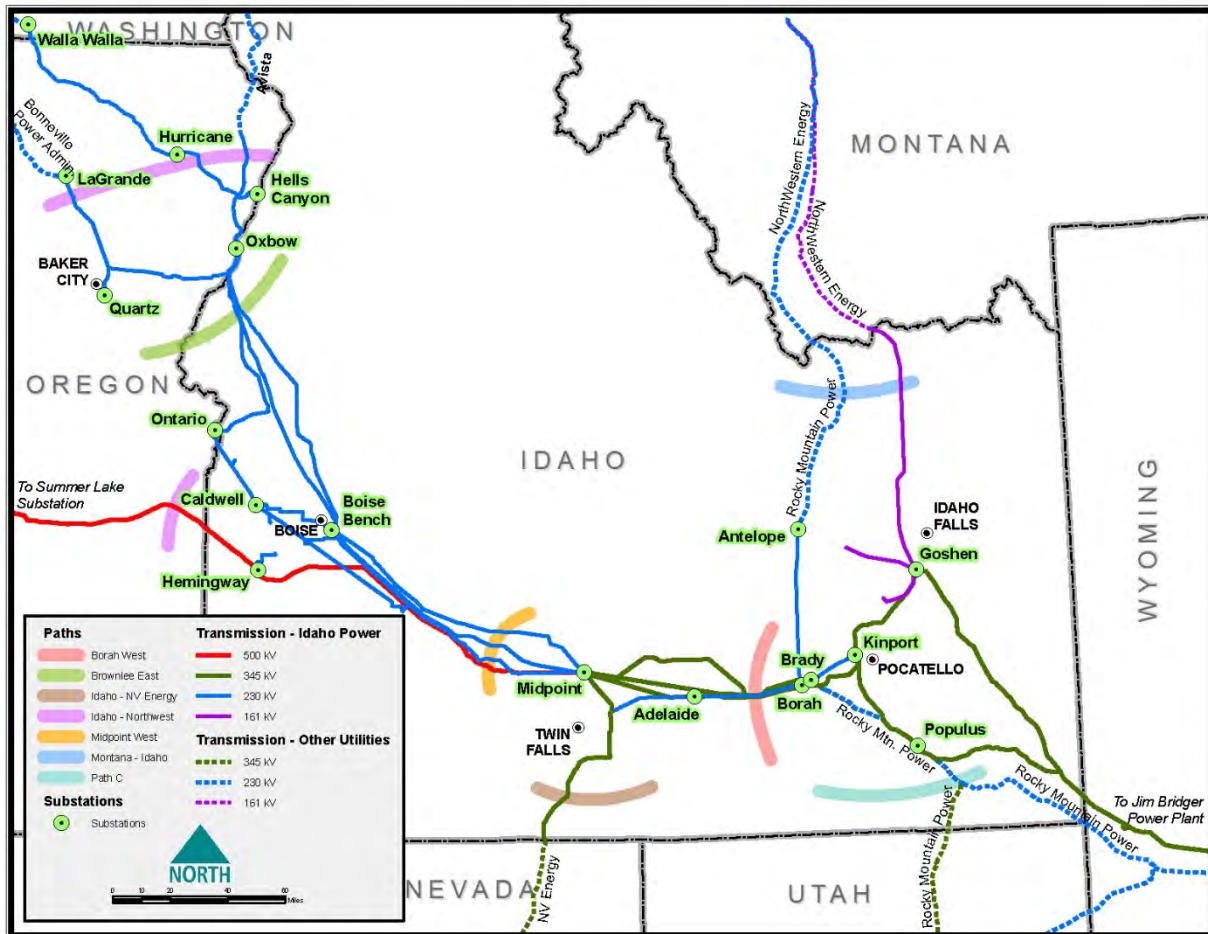 WASHINGTON
Walla Walla
Avista
Bonneville
Power Admin.
Hurricane
LaGrande
Hells
Canyon
Oxbow
BAKER
CITY
Quartz
OREGON
Ontario
To Summer Lake
Substation
Caldwell
BOISE
Boise
Bench
Hemingway
IDAHO
MONTANA
NorthWestern Energy
NorthWestern Energy
Rocky Mountain Power
Antelope
IDAHO
FALLS
Goshen
WYOMING
Kinport
POCATELLO
Brady
Borah
Midpoint
Adelaide
TWIN
FALLS
Rocky Mtn. Power
Populus
Rocky Mountain Power
To Jim Bridger
Power Plant
Rocky Mountain Power
NV Energy
NEVADA
UTAH
Paths
Borah West
Brownlee East
Idaho - NV Energy
Idaho - Northwest
Midpoint West
Montana - Idaho
Path C
Substations
Substations
Transmission - Idaho Power
500 kV
345 kV
230 kV
161 kV
Transmission - Other Utilities
345 kV
230 kV
161 kV
NORTH
0 10 20 40 60
Miles